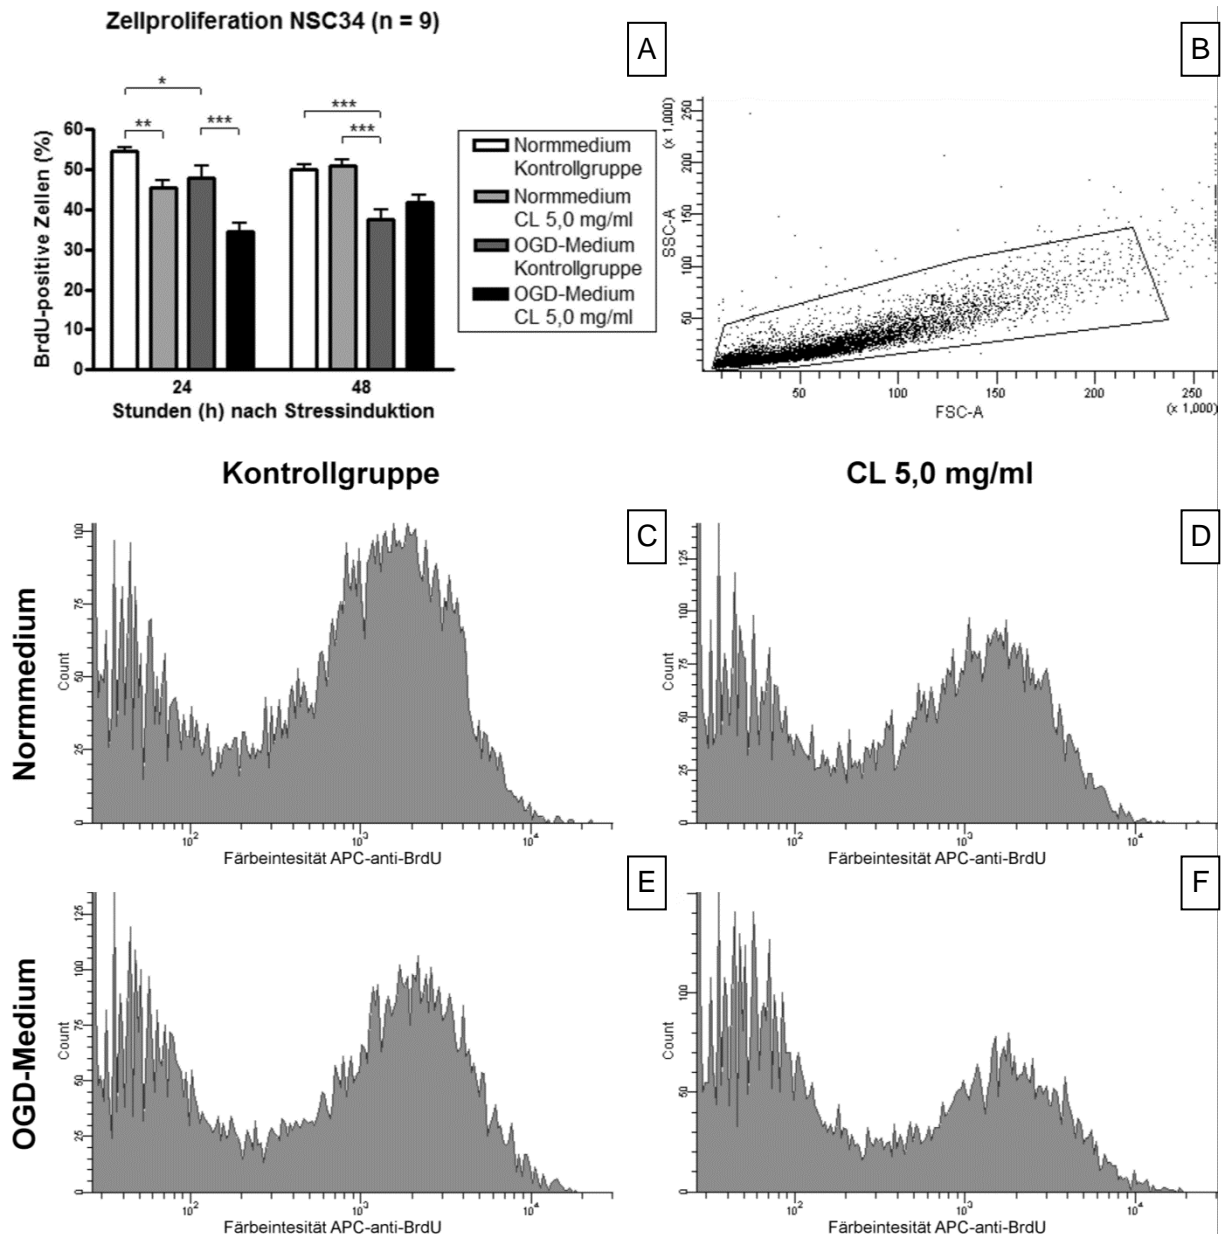 Zellproliferation NSC34 (n = 9)
A
B
*
**
***
***
***
BrdU-positive Zellen (%)
60
50
40
30
20
10
0
24
48
Stunden (h) nach Stressinduktion
Normmedium
Kontrollgruppe
Normmedium
CL 5,0 mg/ml
OGD-Medium
Kontrollgruppe
OGD-Medium
CL 5,0 mg/ml
(x 1,000)
SSC-A
250
200
150
100
50
P1
50
100
150
200
250
FSC-A
(x 1,000)
Kontrollgruppe
CL 5,0 mg/ml
Normmedium
C
Count
100
75
50
25
0
10²
10³
10⁴
Färbeintesität APC-anti-BrdU
D
Count
125
100
75
50
25
0
10²
10³
10⁴
Färbeintesität APC-anti-BrdU
OGD-Medium
E
Count
125
100
75
50
25
0
10²
10³
10⁴
Färbeintesität APC-anti-BrdU
F
Count
100
50
0
10²
10³
10⁴
Färbeintesität APC-anti-BrdU